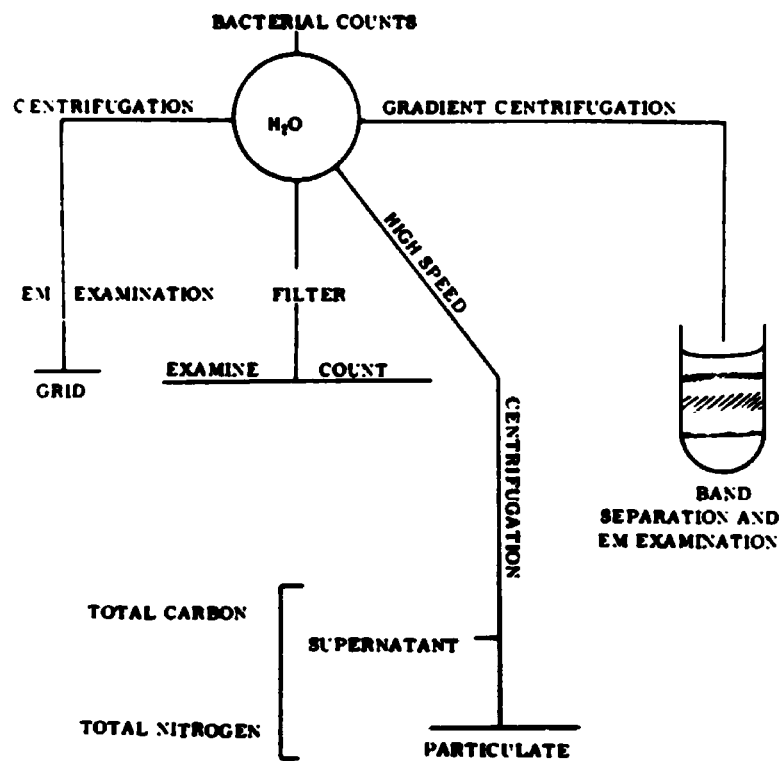 BACTERIAL COUNTS
CENTRIFUGATION
H₂O
GRADIENT CENTRIFUGATION
HIGH SPEED
EM EXAMINATION
FILTER
GRID
EXAMINE COUNT
CENTRIFUGATION
BAND
SEPARATION AND
EM EXAMINATION
TOTAL CARBON
SUPERNATANT
TOTAL NITROGEN
PARTICULATE